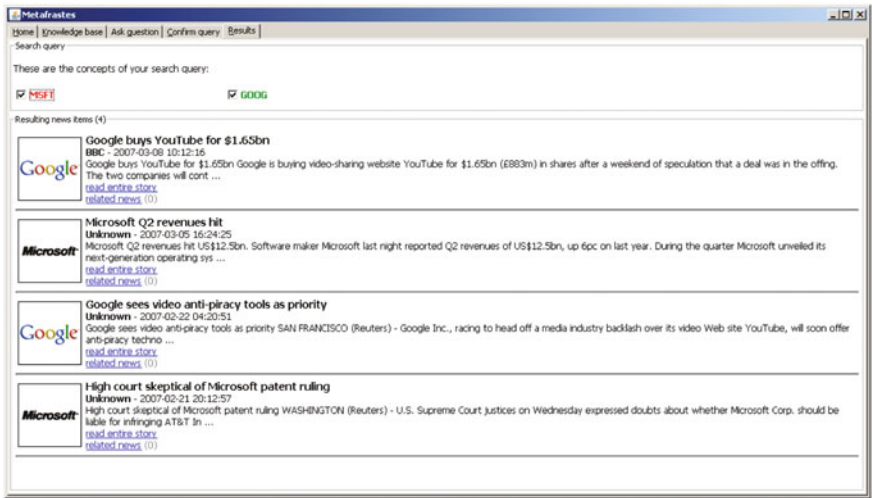 Metafrastes
Home | Knowledge base | Ask question | Confirm query | Results
Search query
These are the concepts of your search query:
MSFT GOOG
Resulting news items (4)
Google
Google buys YouTube for $1.65bn
BBC - 2007-03-08 10:12:16
Google buys YouTube for $1.65bn Google is buying video-sharing website YouTube for $1.65bn (£883m) in shares after a weekend of speculation that a deal was in the offing.
The two companies will cont ...
read entire story
related news (0)
Microsoft
Microsoft Q2 revenues hit
Unknown - 2007-03-05 16:24:25
Microsoft Q2 revenues hit US$12.5bn. Software maker Microsoft last night reported Q2 revenues of US$12.5bn, up 6pc on last year. During the quarter Microsoft unveiled its
next-generation operating sys ...
read entire story
related news (0)
Google
Google sees video anti-piracy tools as priority
Unknown - 2007-02-22 04:20:51
Google sees video anti-piracy tools as priority SAN FRANCISCO (Reuters) - Google Inc., racing to head off a media industry backlash over its video Web site YouTube, will soon offer
anti-piracy techno ...
read entire story
related news (0)
Microsoft
High court skeptical of Microsoft patent ruling
Unknown - 2007-02-21 20:12:57
High court skeptical of Microsoft patent ruling WASHINGTON (Reuters) - U.S. Supreme Court justices on Wednesday expressed doubts about whether Microsoft Corp. should be
liable for infringing AT&T In ...
read entire story
related news (0)